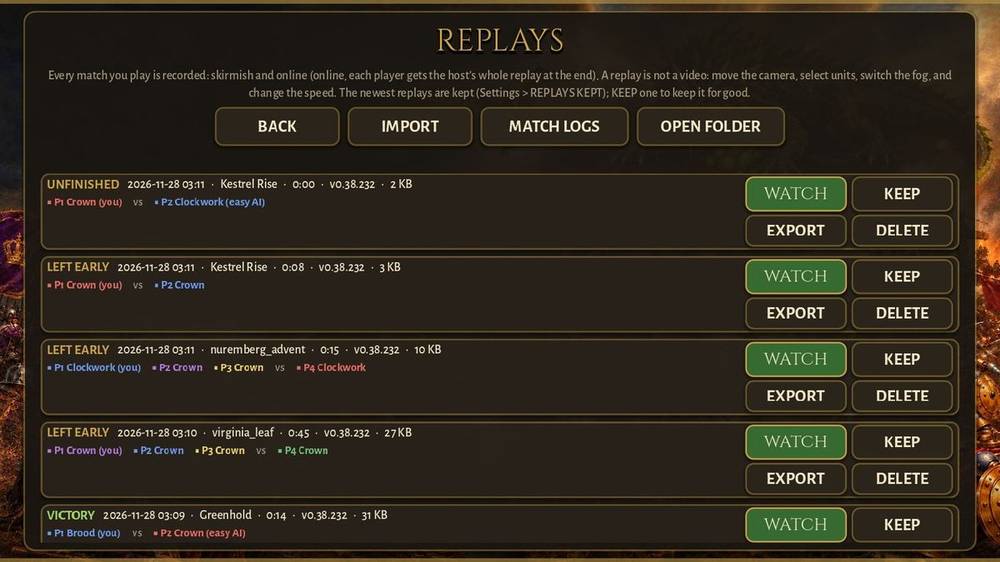 REPLAYS
Every match you play is recorded: skirmish and online (online, each player gets the host's whole replay at the end). A replay is not a video: move the camera, select units, switch the fog, and
change the speed. The newest replays are kept (Settings > REPLAYS KEPT); KEEP one to keep it for good.
BACK IMPORT MATCH LOGS OPEN FOLDER
UNFINISHED 2026-11-28 03:11 · Kestrel Rise · 0:00 · v0.38.232 · 2 KB WATCH KEEP
▪ P1 Crown (you) vs ▪ P2 Clockwork (easy AI)
EXPORT DELETE
LEFT EARLY 2026-11-28 03:11 · Kestrel Rise · 0:08 · v0.38.232 · 3 KB WATCH KEEP
▪ P1 Crown (you) vs ▪ P2 Crown
EXPORT DELETE
LEFT EARLY 2026-11-28 03:11 · nuremberg_advent · 0:15 · v0.38.232 · 10 KB WATCH KEEP
▪ P1 Clockwork (you) ▪ P2 Crown ▪ P3 Crown vs ▪ P4 Clockwork
EXPORT DELETE
LEFT EARLY 2026-11-28 03:10 · virginia_leaf · 0:45 · v0.38.232 · 27 KB WATCH KEEP
▪ P1 Crown (you) ▪ P2 Crown ▪ P3 Crown vs ▪ P4 Crown
EXPORT DELETE
VICTORY 2026-11-28 03:09 · Greenhold · 0:14 · v0.38.232 · 31 KB WATCH KEEP
▪ P1 Brood (you) vs ▪ P2 Crown (easy AI)